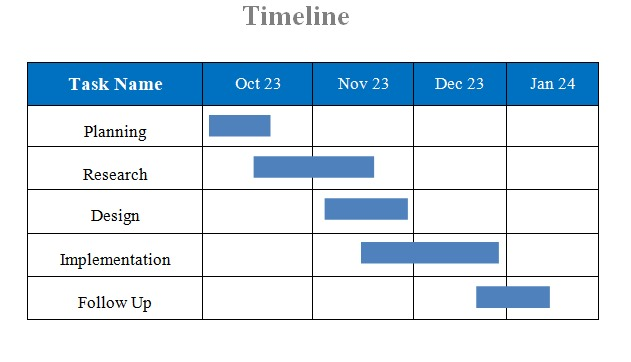 Timeline
Task Name Oct 23 Nov 23 Dec 23 Jan 24
Planning
Research
Design
Implementation
Follow Up